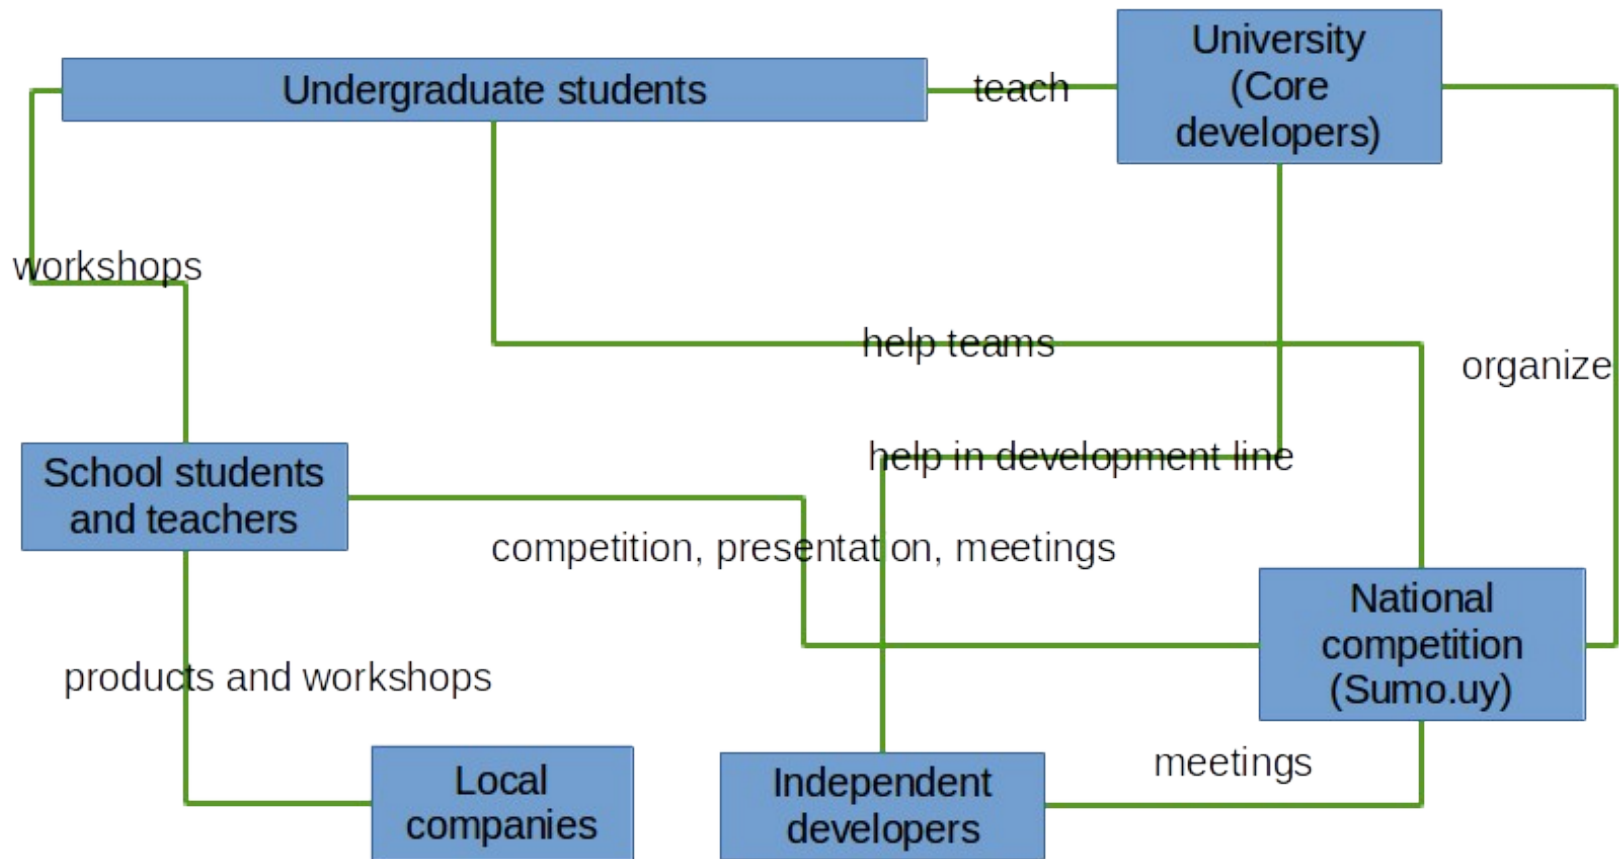 University
(Core
developers)
Undergraduate students
teach
workshops
help teams
organize
help in development line
School students
and teachers
competition, presentation, meetings
National
competition
(Sumo.uy)
products and workshops
meetings
Local
companies
Independent
developers